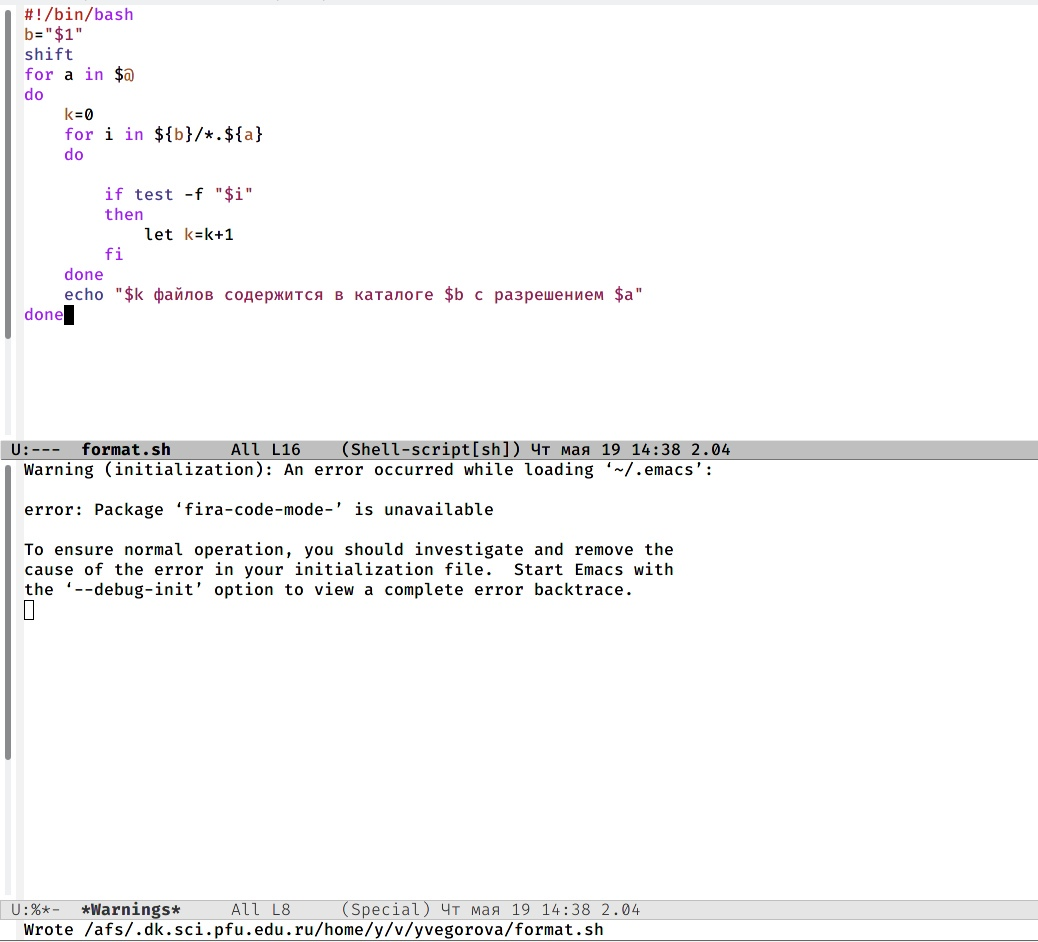 #!/bin/bash
b="$1"
shift
for a in $@
do
    k=0
    for i in ${b}/*.${a}
    do
        if test -f "$i"
        then
            let k=k+1
        fi
    done
    echo "$k файлов содержится в каталоге $b с разрешением $a"
done
U:---  format.sh      All L16    (Shell-script[sh]) Чт мая 19 14:38 2.04
Warning (initialization): An error occurred while loading ‘~/.emacs’:
error: Package ‘fira-code-mode-’ is unavailable
To ensure normal operation, you should investigate and remove the
cause of the error in your initialization file.  Start Emacs with
the ‘--debug-init’ option to view a complete error backtrace.
U:%*-  *Warnings*     All L8     (Special) Чт мая 19 14:38 2.04
Wrote /afs/.dk.sci.pfu.edu.ru/home/y/v/yvegorova/format.sh